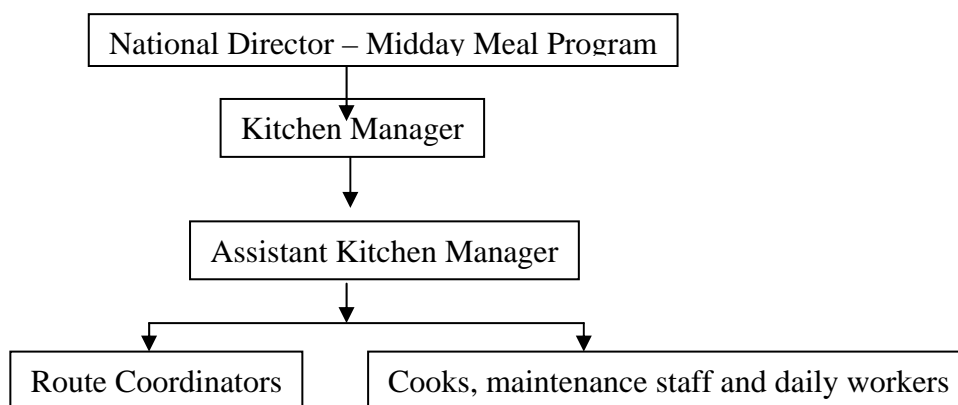 National Director – Midday Meal Program
Kitchen Manager
Assistant Kitchen Manager
Route Coordinators
Cooks, maintenance staff and daily workers